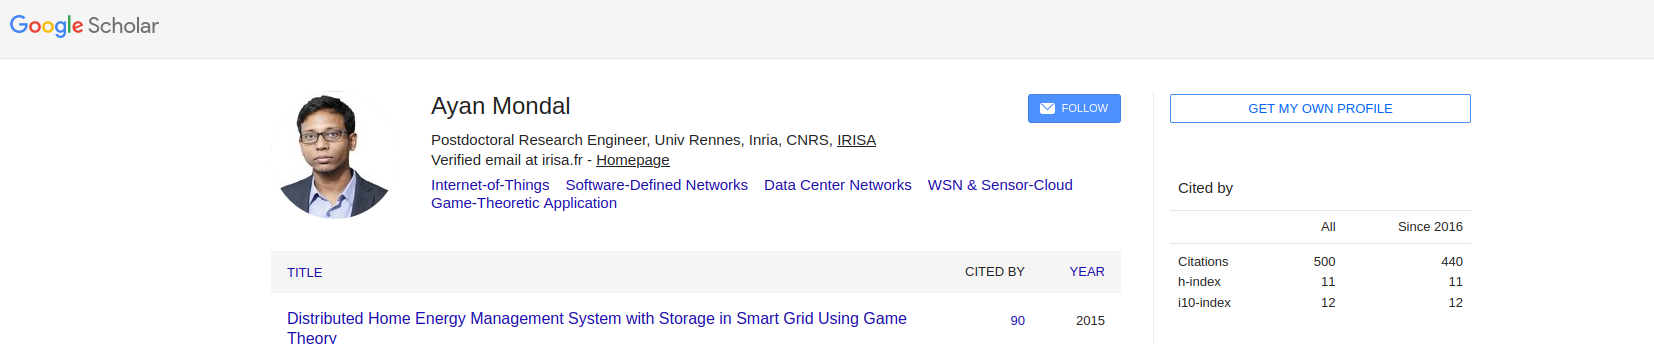 Google Scholar
Ayan Mondal
FOLLOW
Postdoctoral Research Engineer, Univ Rennes, Inria, CNRS, IRISA
Verified email at irisa.fr - Homepage
Internet-of-Things Software-Defined Networks Data Center Networks WSN & Sensor-Cloud
Game-Theoretic Application
TITLE CITED BY YEAR
Distributed Home Energy Management System with Storage in Smart Grid Using Game 90 2015
Theory
GET MY OWN PROFILE
Cited by
All Since 2016
Citations 500 440
h-index 11 11
i10-index 12 12